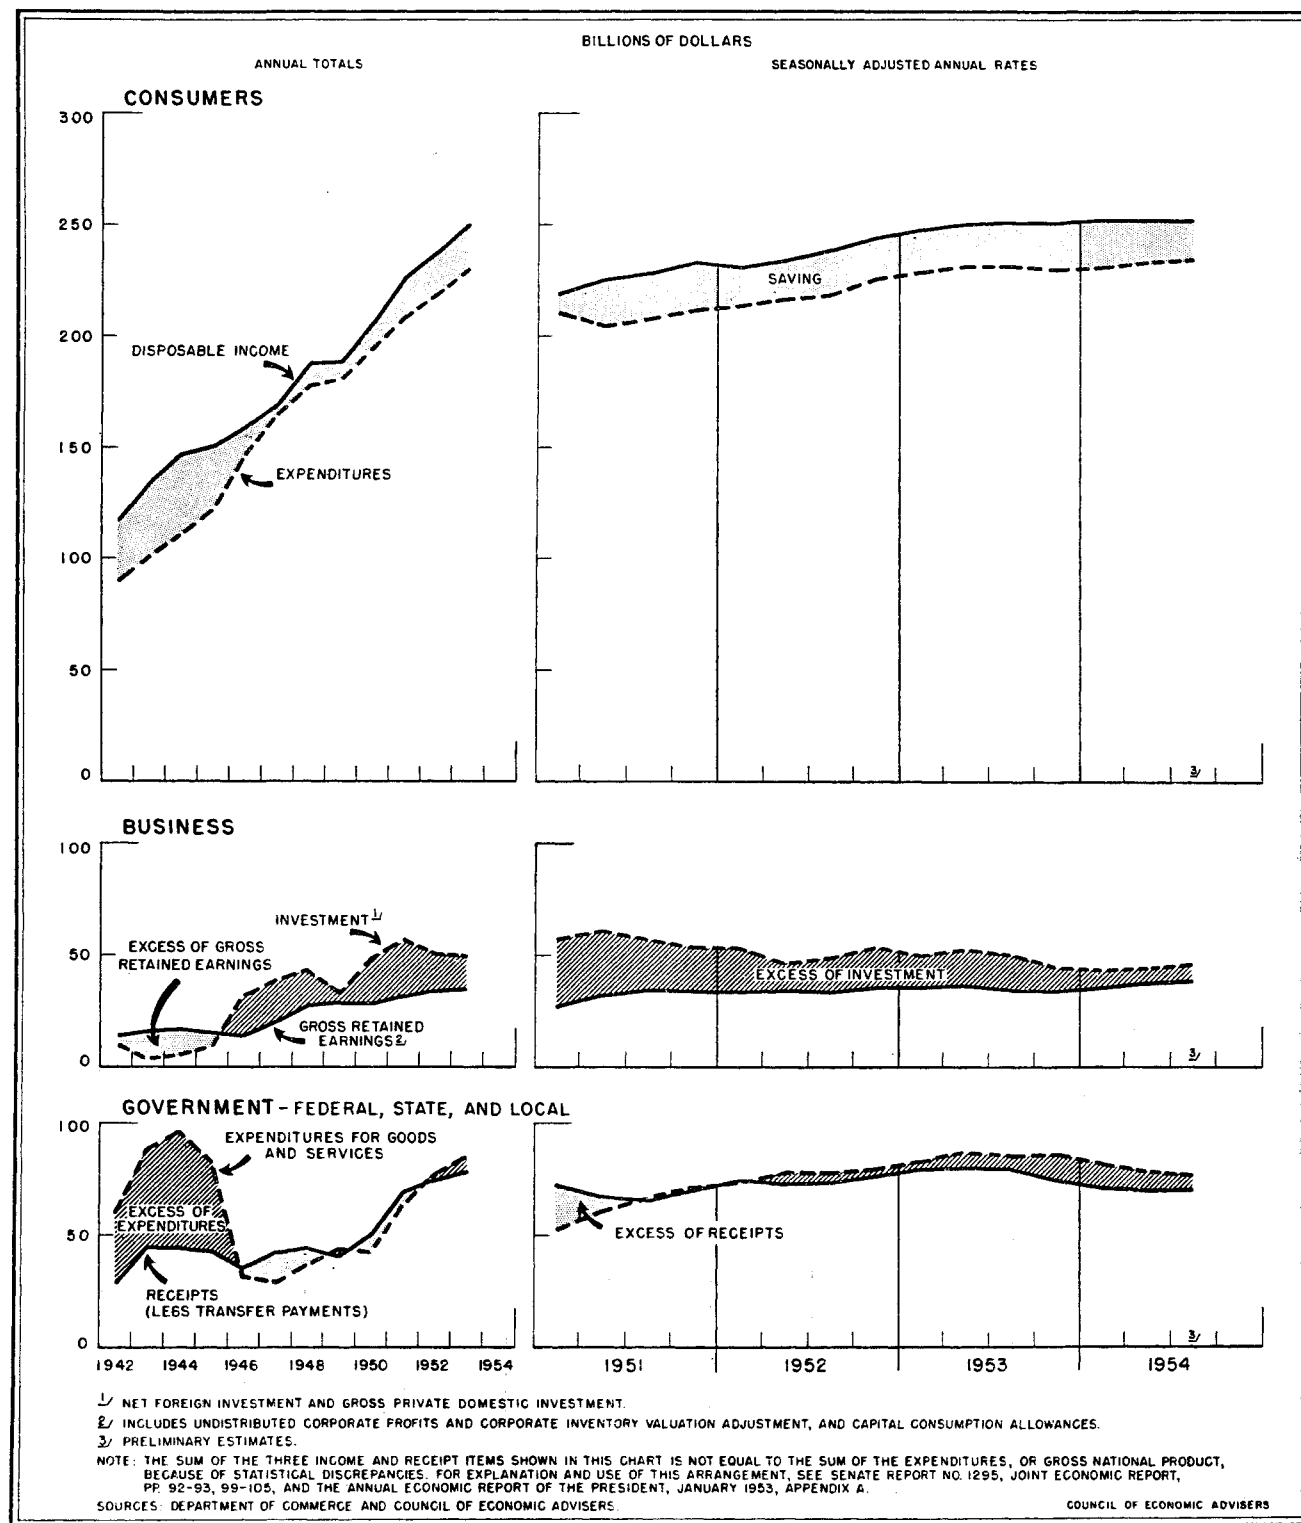 BILLIONS OF DOLLARS
ANNUAL TOTALS
SEASONALLY ADJUSTED ANNUAL RATES
CONSUMERS
300
250
200
150
100
50
0
DISPOSABLE INCOME
EXPENDITURES
SAVING
3/
BUSINESS
100
50
0
INVESTMENT 1/
EXCESS OF GROSS
RETAINED EARNINGS
GROSS RETAINED
EARNINGS 2/
EXCESS OF INVESTMENT
3/
GOVERNMENT - FEDERAL, STATE, AND LOCAL
100
50
0
EXPENDITURES FOR GOODS
AND SERVICES
EXCESS OF
EXPENDITURES
RECEIPTS
(LESS TRANSFER PAYMENTS)
EXCESS OF RECEIPTS
3/
1942 1944 1946 1948 1950 1952 1954
1951 1952 1953 1954
1/ NET FOREIGN INVESTMENT AND GROSS PRIVATE DOMESTIC INVESTMENT.
2/ INCLUDES UNDISTRIBUTED CORPORATE PROFITS AND CORPORATE INVENTORY VALUATION ADJUSTMENT, AND CAPITAL CONSUMPTION ALLOWANCES.
3/ PRELIMINARY ESTIMATES.
NOTE: THE SUM OF THE THREE INCOME AND RECEIPT ITEMS SHOWN IN THIS CHART IS NOT EQUAL TO THE SUM OF THE EXPENDITURES, OR GROSS NATIONAL PRODUCT,
BECAUSE OF STATISTICAL DISCREPANCIES. FOR EXPLANATION AND USE OF THIS ARRANGEMENT, SEE SENATE REPORT NO. 1295, JOINT ECONOMIC REPORT,
PP. 92-93, 99-105, AND THE ANNUAL ECONOMIC REPORT OF THE PRESIDENT, JANUARY 1953, APPENDIX A.
SOURCES: DEPARTMENT OF COMMERCE AND COUNCIL OF ECONOMIC ADVISERS.
COUNCIL OF ECONOMIC ADVISERS